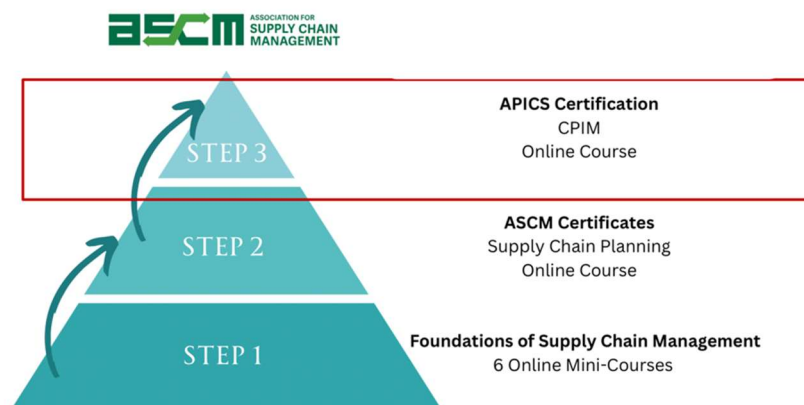 ascm
ASSOCIATION FOR
SUPPLY CHAIN
MANAGEMENT
STEP 3
APICS Certification
CPIM
Online Course
STEP 2
ASCM Certificates
Supply Chain Planning
Online Course
STEP 1
Foundations of Supply Chain Management
6 Online Mini-Courses